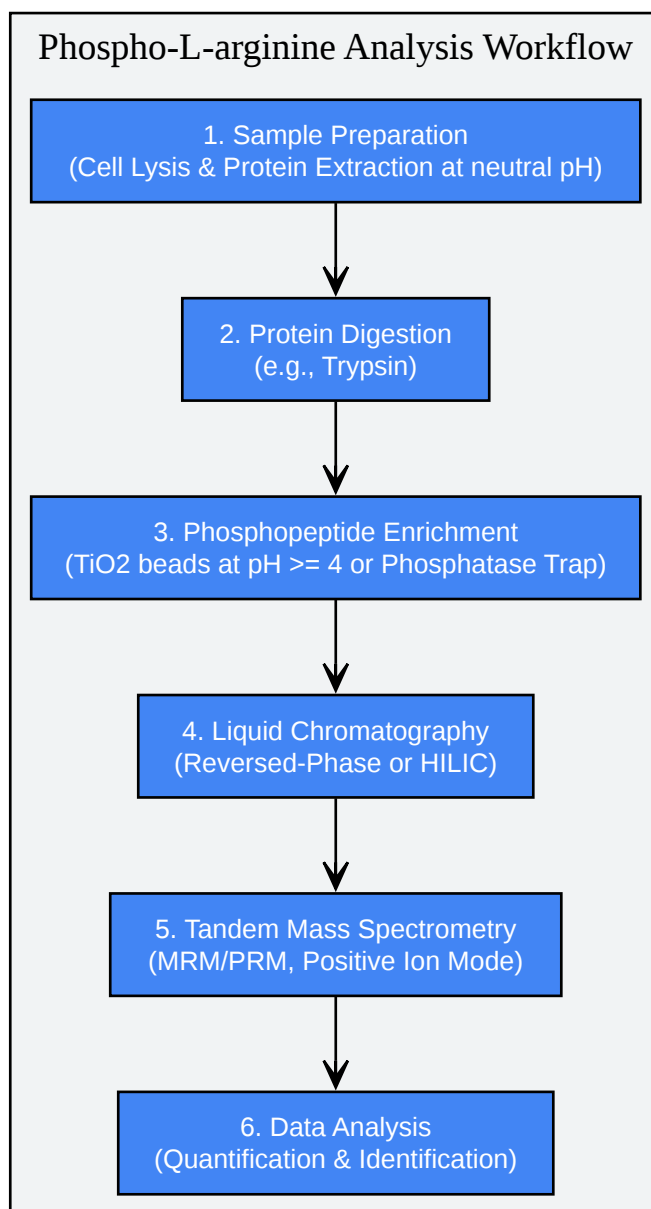 Phospho-L-arginine Analysis Workflow
1. Sample Preparation
(Cell Lysis & Protein Extraction at neutral pH)
2. Protein Digestion
(e.g., Trypsin)
3. Phosphopeptide Enrichment
(TiO2 beads at pH >= 4 or Phosphatase Trap)
4. Liquid Chromatography
(Reversed-Phase or HILIC)
5. Tandem Mass Spectrometry
(MRM/PRM, Positive Ion Mode)
6. Data Analysis
(Quantification & Identification)